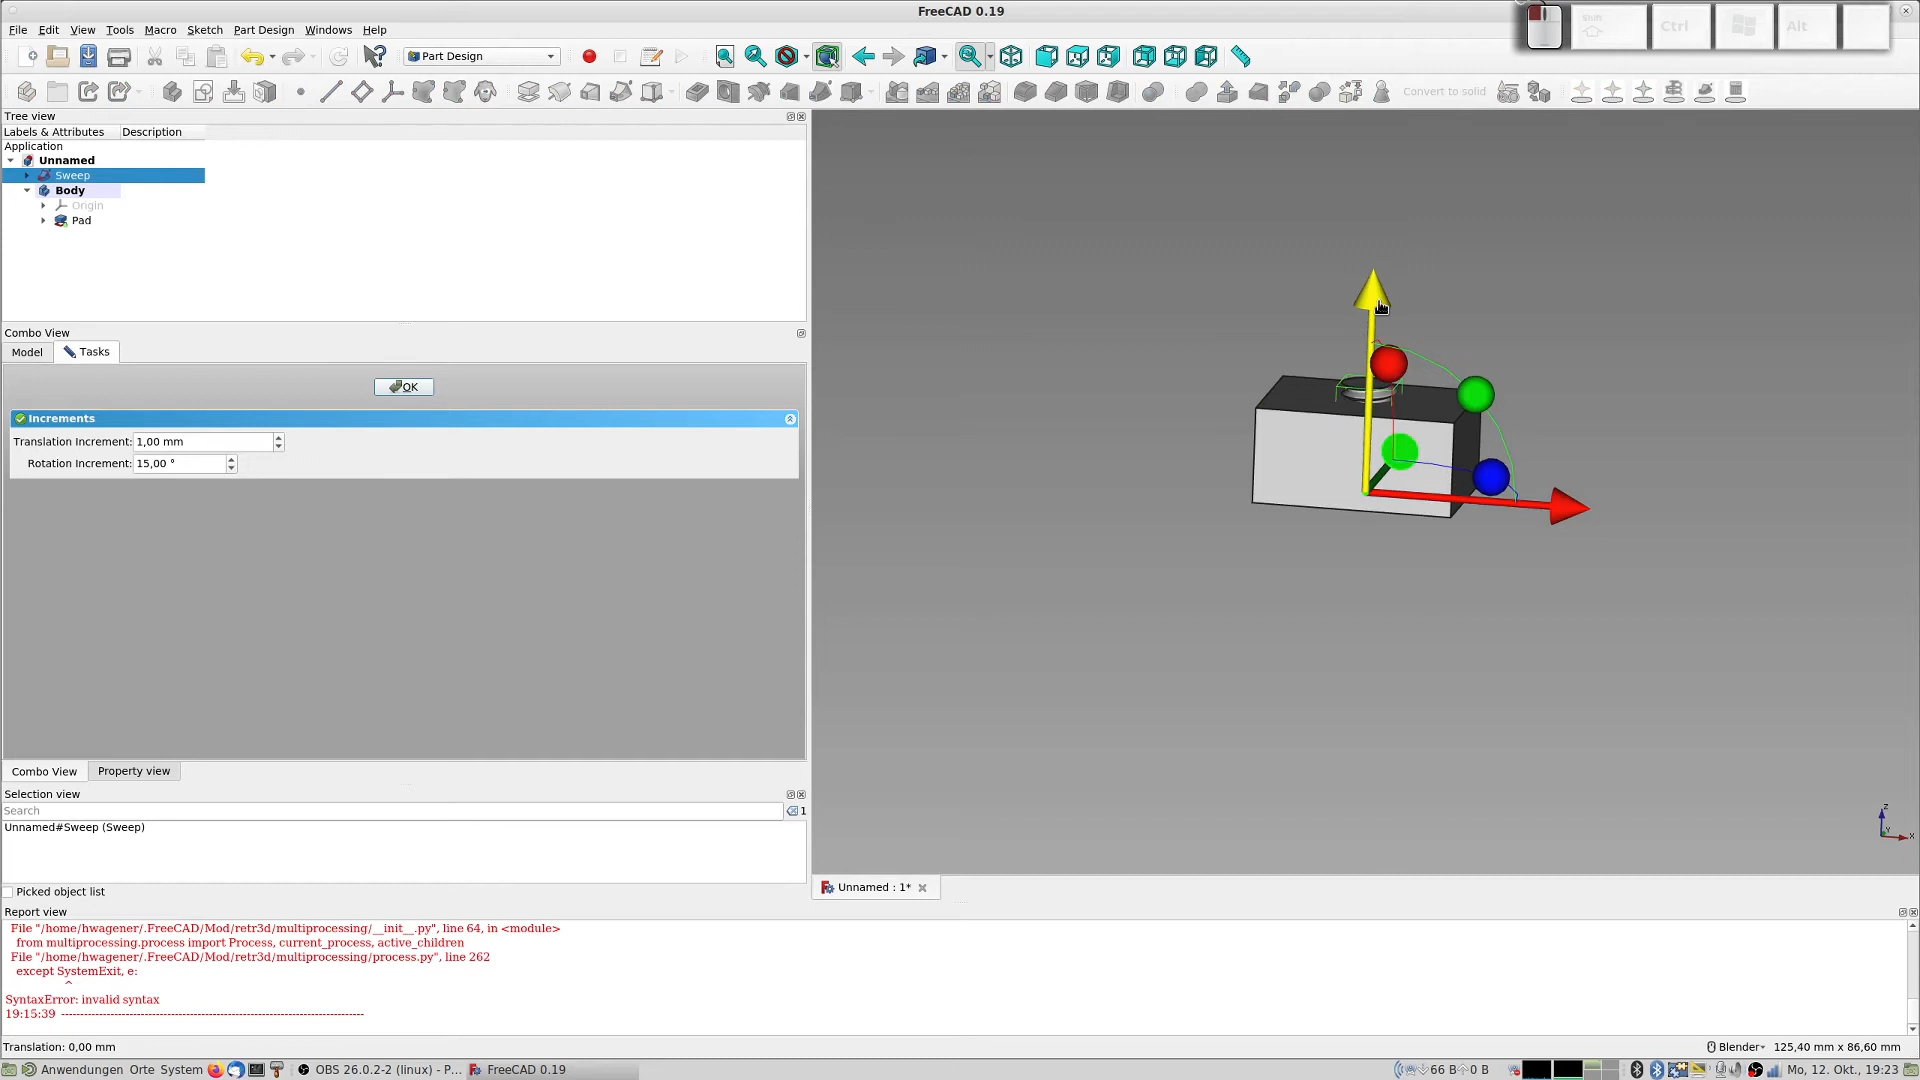 FreeCAD 0.19
Shift
Ctrl
Alt
File Edit View Tools Macro Sketch Part Design Windows Help
Part Design
Convert to solid
Tree view
Labels & Attributes Description
Application
Unnamed
Sweep
Body
Origin
Pad
Combo View
Model Tasks
OK
Increments
Translation Increment: 1,00 mm
Rotation Increment: 15,00 °
Combo View Property view
Selection view
Search
1
Unnamed#Sweep (Sweep)
Picked object list
Z
Y
X
Unnamed : 1*
Report view
File "/home/hwagener/.FreeCAD/Mod/retr3d/multiprocessing/__init__.py", line 64, in <module>
from multiprocessing.process import Process, current_process, active_children
File "/home/hwagener/.FreeCAD/Mod/retr3d/multiprocessing/process.py", line 262
except SystemExit, e:
^
SyntaxError: invalid syntax
19:15:39 --------------------------------------------------------------------------------
Translation: 0,00 mm
Blender 125,40 mm x 86,60 mm
Anwendungen Orte System OBS 26.0.2-2 (linux) - P... FreeCAD 0.19 66 B 0 B Mo, 12. Okt., 19:23